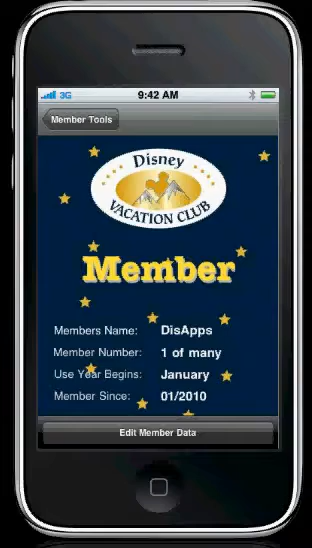 3G 9:42 AM
Member Tools
Disney
VACATION CLUB
Member
Members Name: DisApps
Member Number: 1 of many
Use Year Begins: January
Member Since: 01/2010
Edit Member Data